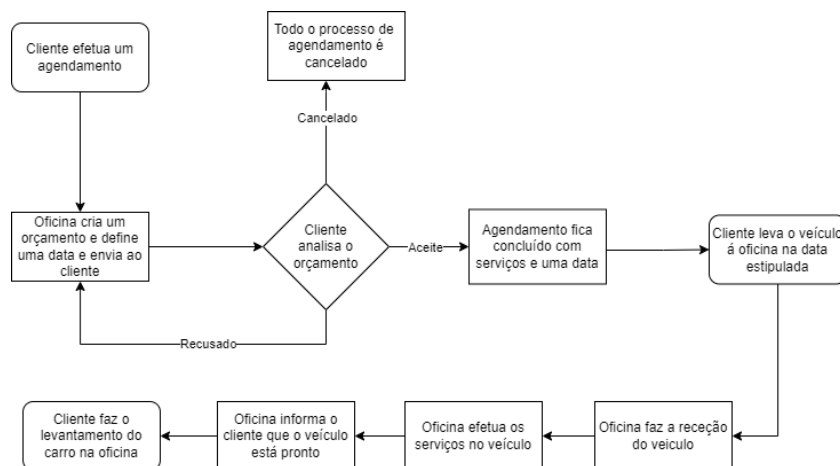 Cliente efetua um
agendamento
Todo o processo de
agendamento é
cancelado
Cancelado
Oficina cria um
orçamento e define
uma data e envia ao
cliente
Cliente
analisa o
orçamento
Aceite
Agendamento fica
concluído com
serviços e uma data
Cliente leva o veículo
á oficina na data
estipulada
Recusado
Cliente faz o
levantamento do
carro na oficina
Oficina informa o
cliente que o veículo
está pronto
Oficina efetua os
serviços no veículo
Oficina faz a receção
do veiculo